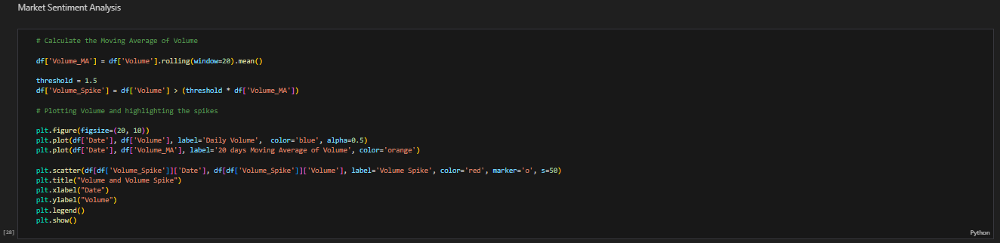 Market Sentiment Analysis
# Calculate the Moving Average of Volume
df['Volume_MA'] = df['Volume'].rolling(window=20).mean()
threshold = 1.5
df['Volume_Spike'] = df['Volume'] > (threshold * df['Volume_MA'])
# Plotting Volume and highlighting the spikes
plt.figure(figsize=(20, 10))
plt.plot(df['Date'], df['Volume'], label='Daily Volume',  color='blue', alpha=0.5)
plt.plot(df['Date'], df['Volume_MA'], label='20 days Moving Average of Volume', color='orange')
plt.scatter(df[df['Volume_Spike']]['Date'], df[df['Volume_Spike']]['Volume'], label='Volume Spike', color='red', marker='o', s=50)
plt.title("Volume and Volume Spike")
plt.xlabel("Date")
plt.ylabel("Volume")
plt.legend()
plt.show()
[28]
Python